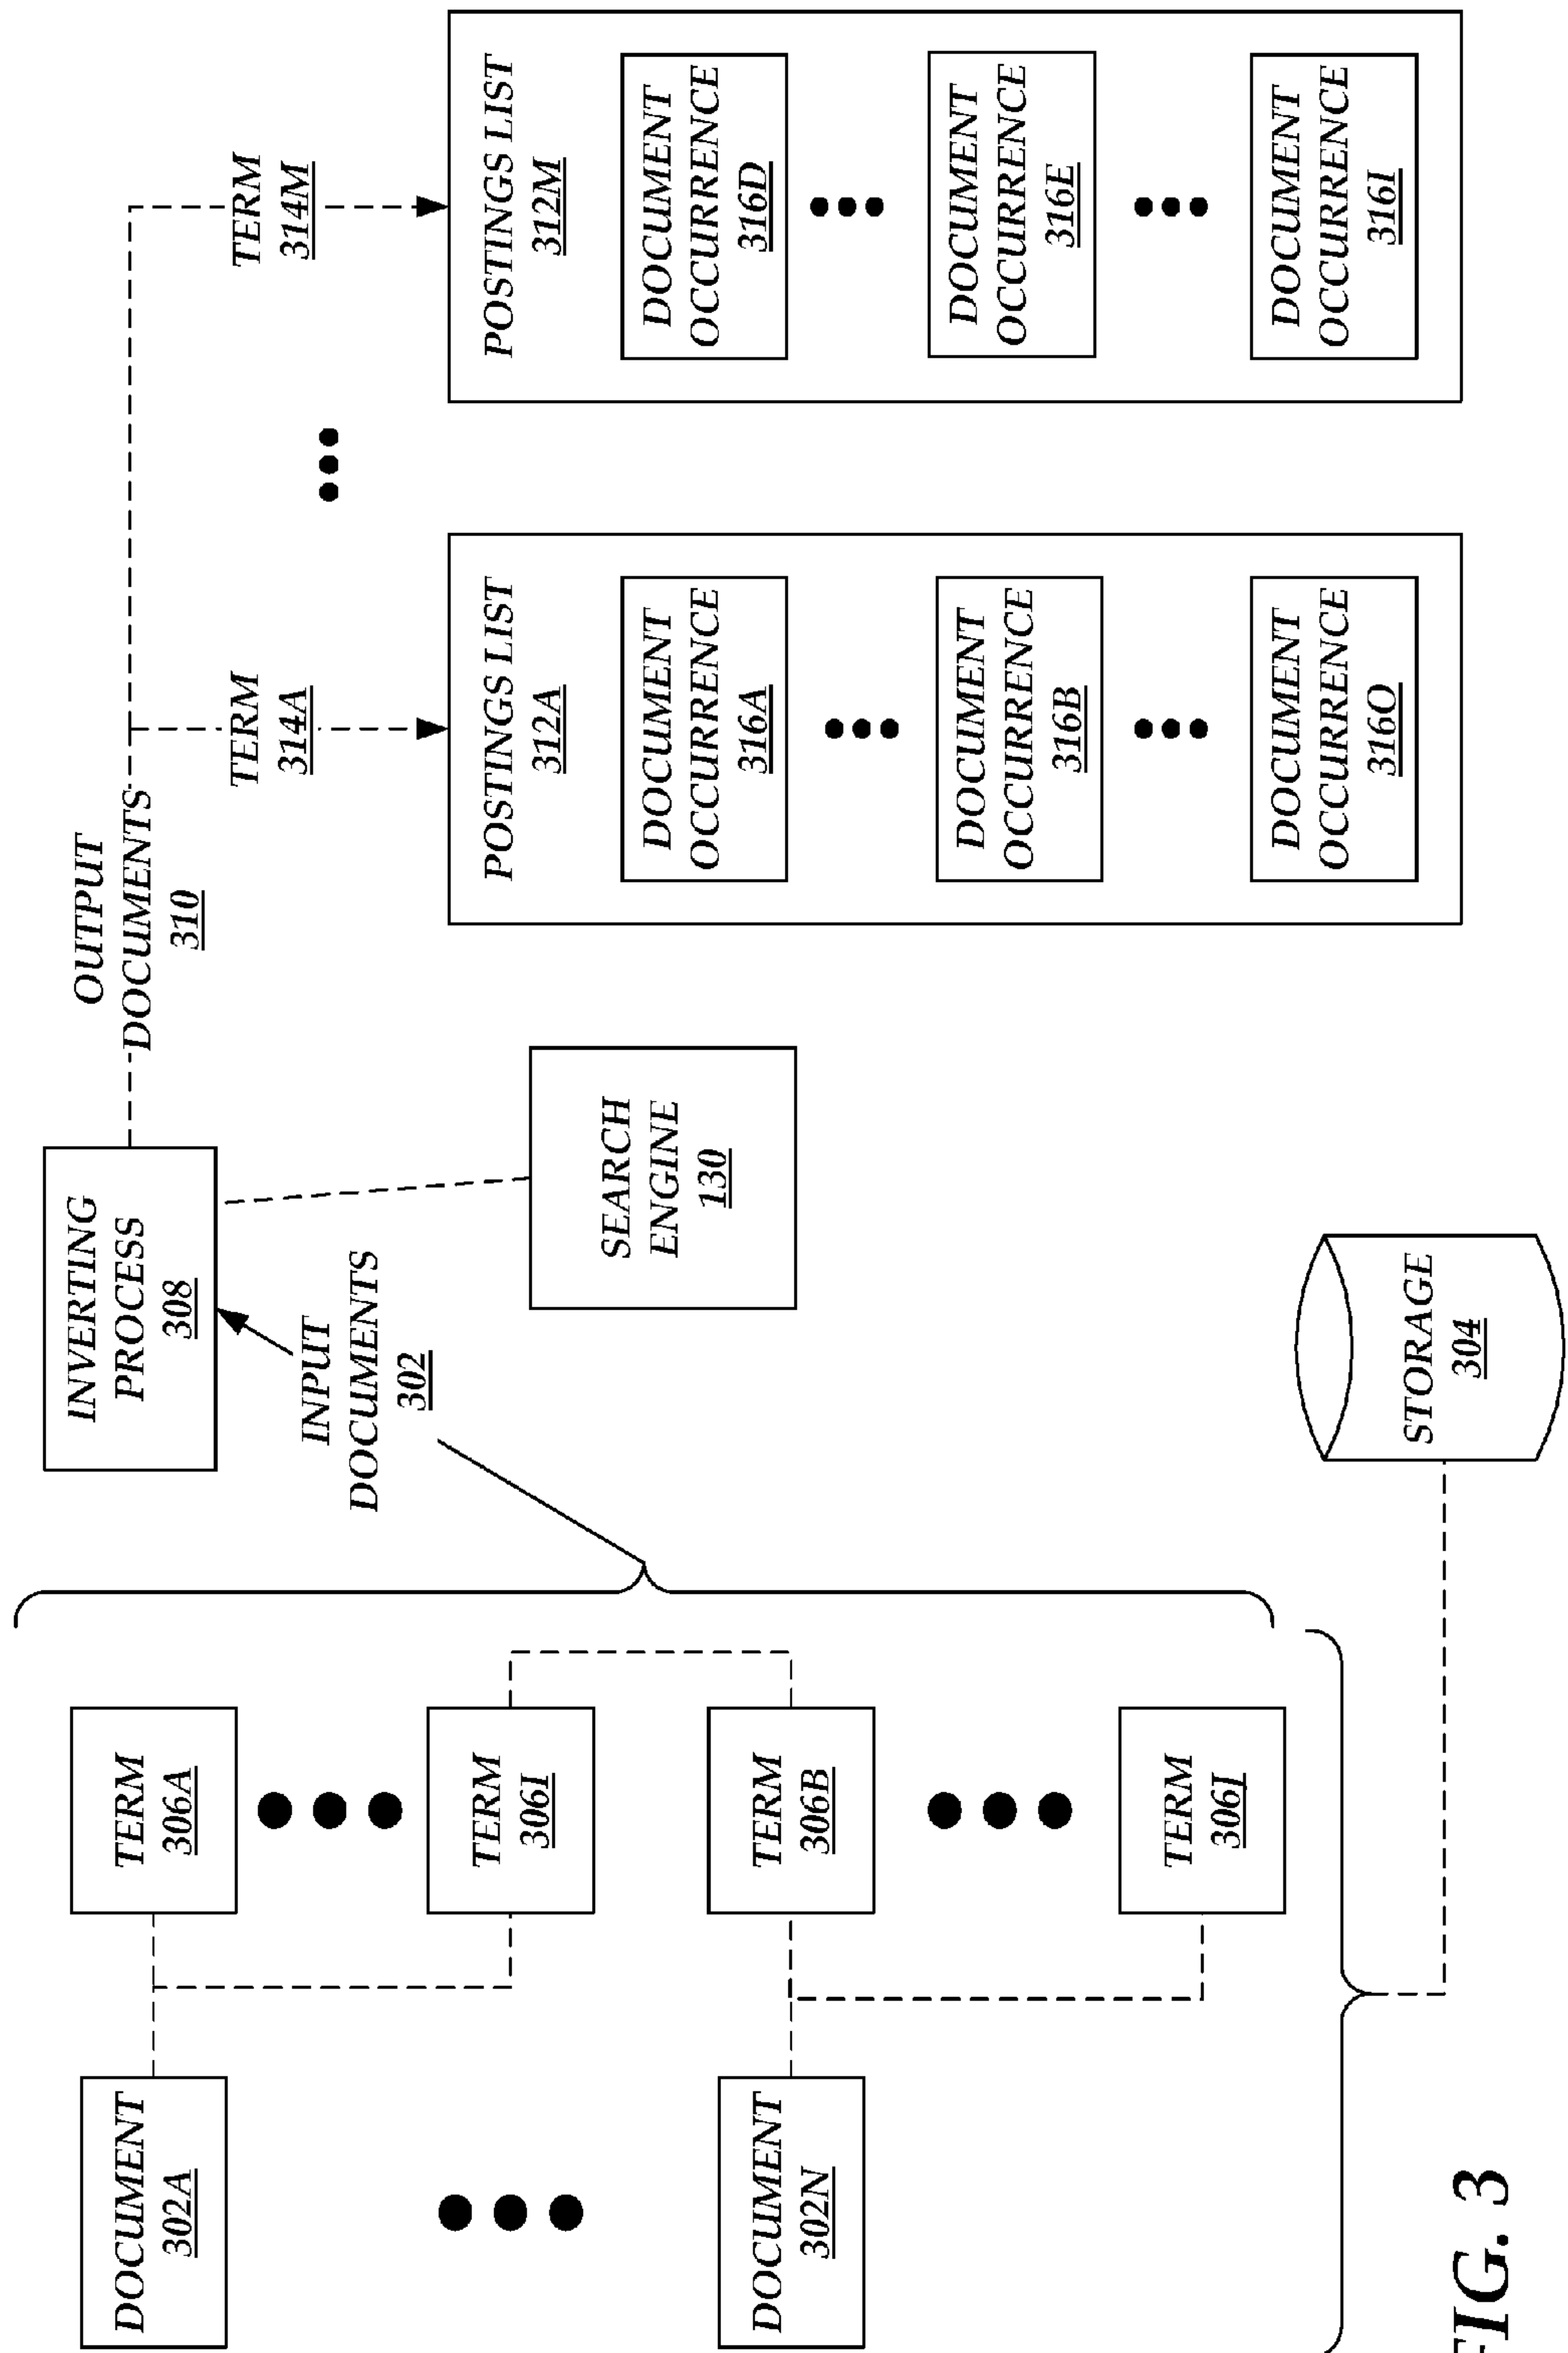 DOCUMENT
302A
TERM
306A
INVERTING
PROCESS
308
OUTPUT
DOCUMENTS
310
TERM
314A
TERM
314M
INPUT
DOCUMENTS
302
TERM
306I
DOCUMENT
302N
TERM
306B
TERM
306I
SEARCH
ENGINE
130
STORAGE
304
POSTINGS LIST
312A
DOCUMENT
OCCURRENCE
316A
DOCUMENT
OCCURRENCE
316B
DOCUMENT
OCCURRENCE
316O
POSTINGS LIST
312M
DOCUMENT
OCCURRENCE
316D
DOCUMENT
OCCURRENCE
316E
DOCUMENT
OCCURRENCE
316I
FIG. 3